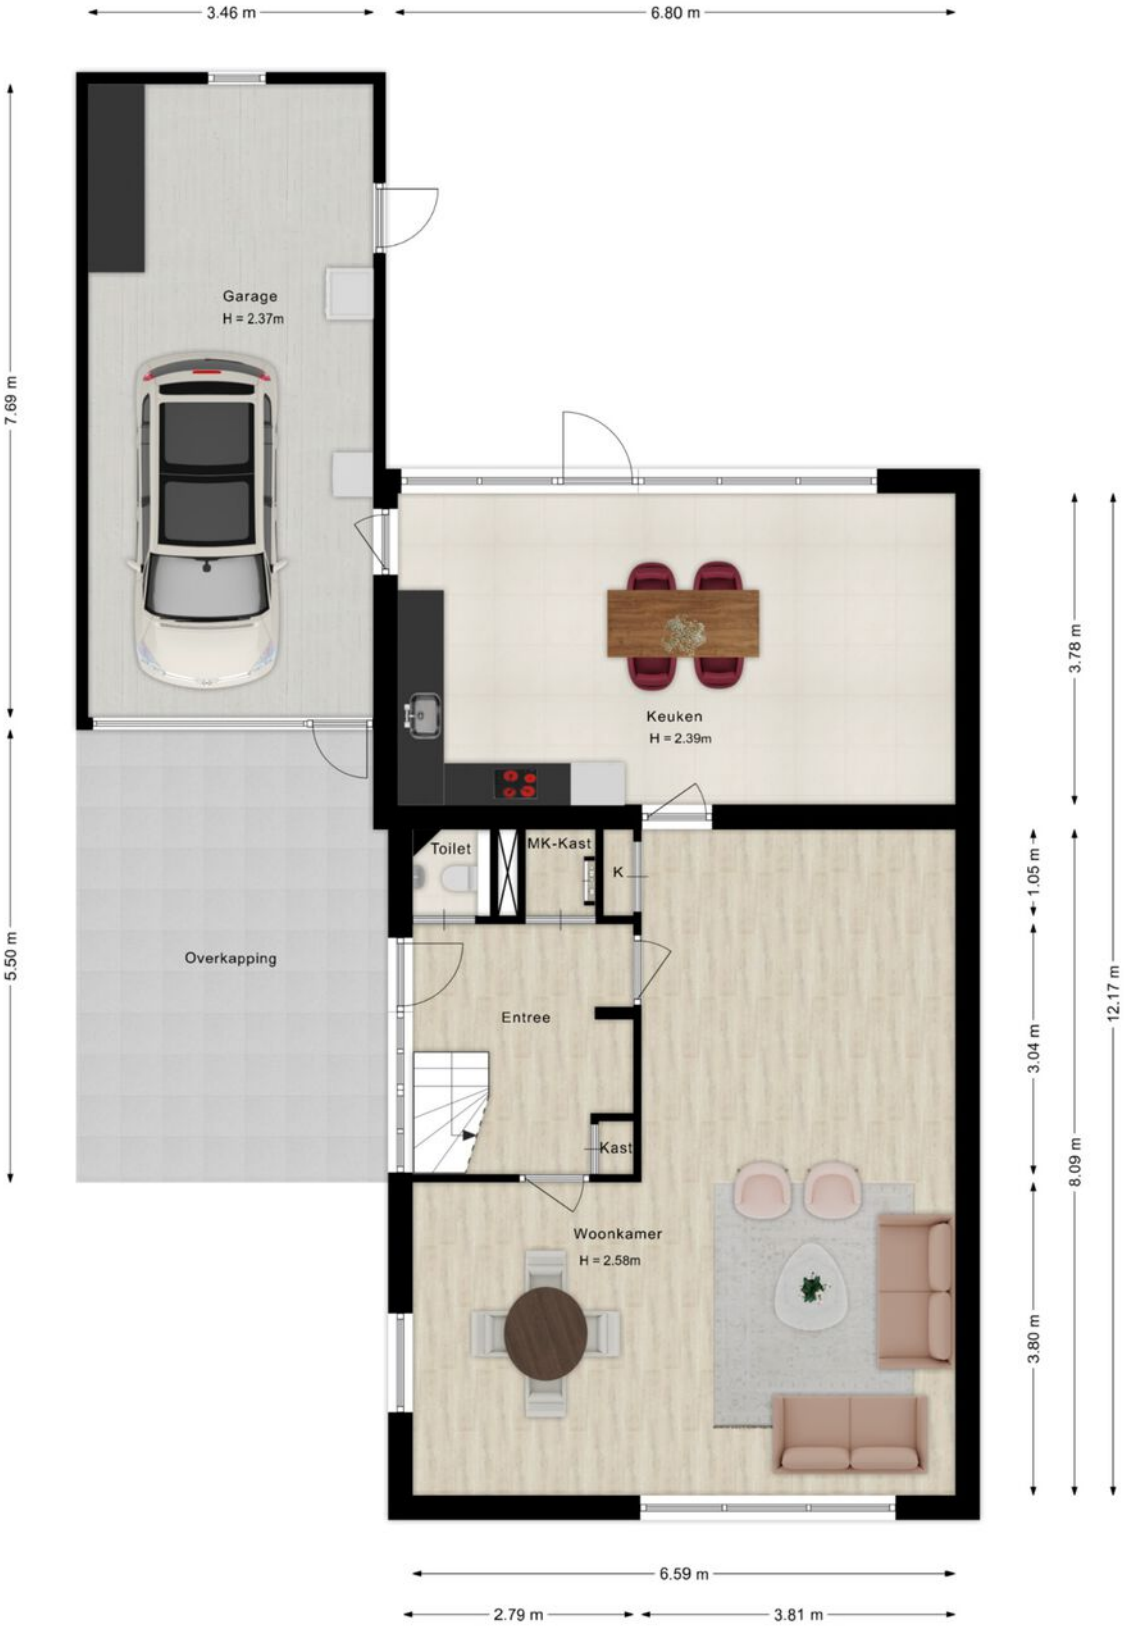 3.46 m
6.80 m
Garage
H = 2.37m
7.69 m
3.78 m
Keuken
H = 2.39m
Toilet
MK-Kast
K
1.05 m
Overkapping
5.50 m
Entree
12.17 m
3.04 m
Kast
8.09 m
Woonkamer
H = 2.58m
3.80 m
6.59 m
2.79 m
3.81 m